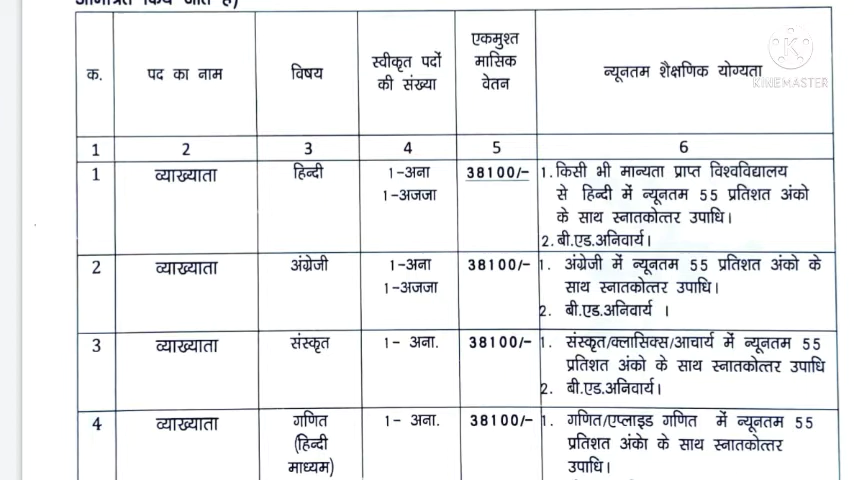 आमंत्रित किये जाते है)
क.
पद का नाम
विषय
स्वीकृत पदों
की संख्या
एकमुश्त
मासिक
वेतन
न्यूनतम शैक्षणिक योग्यता
KINEMASTER
1 2 3 4 5 6
1 व्याख्याता हिन्दी 1-अना 38100/- 1. किसी भी मान्यता प्राप्त विश्वविद्यालय
1-अजजा से हिन्दी में न्यूनतम 55 प्रतिशत अंको
के साथ स्नातकोत्तर उपाधि।
2. बी.एड.अनिवार्य।
2 व्याख्याता अंग्रेजी 1-अना 38100/- 1. अंग्रेजी में न्यूनतम 55 प्रतिशत अंको के
1-अजजा साथ स्नातकोत्तर उपाधि।
2. बी.एड.अनिवार्य ।
3 व्याख्याता संस्कृत 1- अना. 38100/- 1. संस्कृत/क्लासिक्स/आचार्य में न्यूनतम 55
प्रतिशत अंको के साथ स्नातकोत्तर उपाधि
2. बी.एड.अनिवार्य।
4 व्याख्याता गणित 1- अना. 38100/- 1. गणित/एप्लाइड गणित में न्यूनतम 55
(हिन्दी प्रतिशत अंको के साथ स्नातकोत्तर
माध्यम) उपाधि।